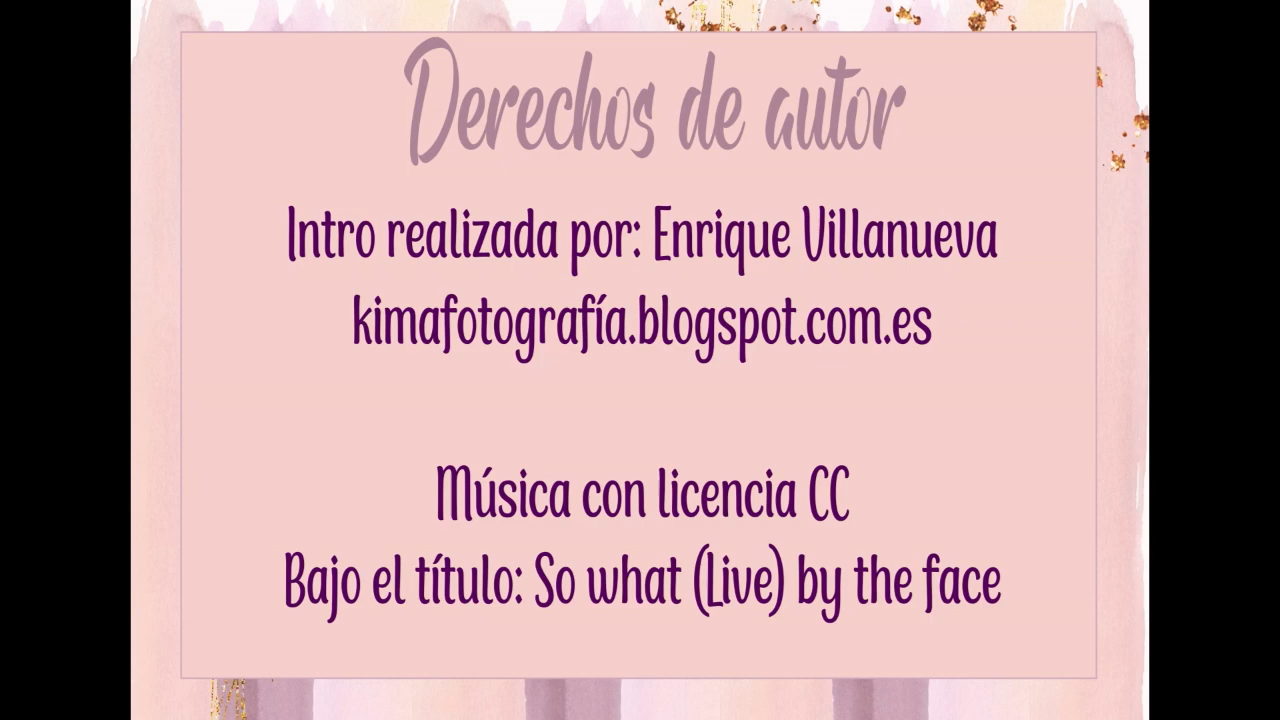 Derechos de autor
Intro realizada por: Enrique Villanueva
kimafotografía.blogspot.com.es
Música con licencia CC
Bajo el título: So what (Live) by the face